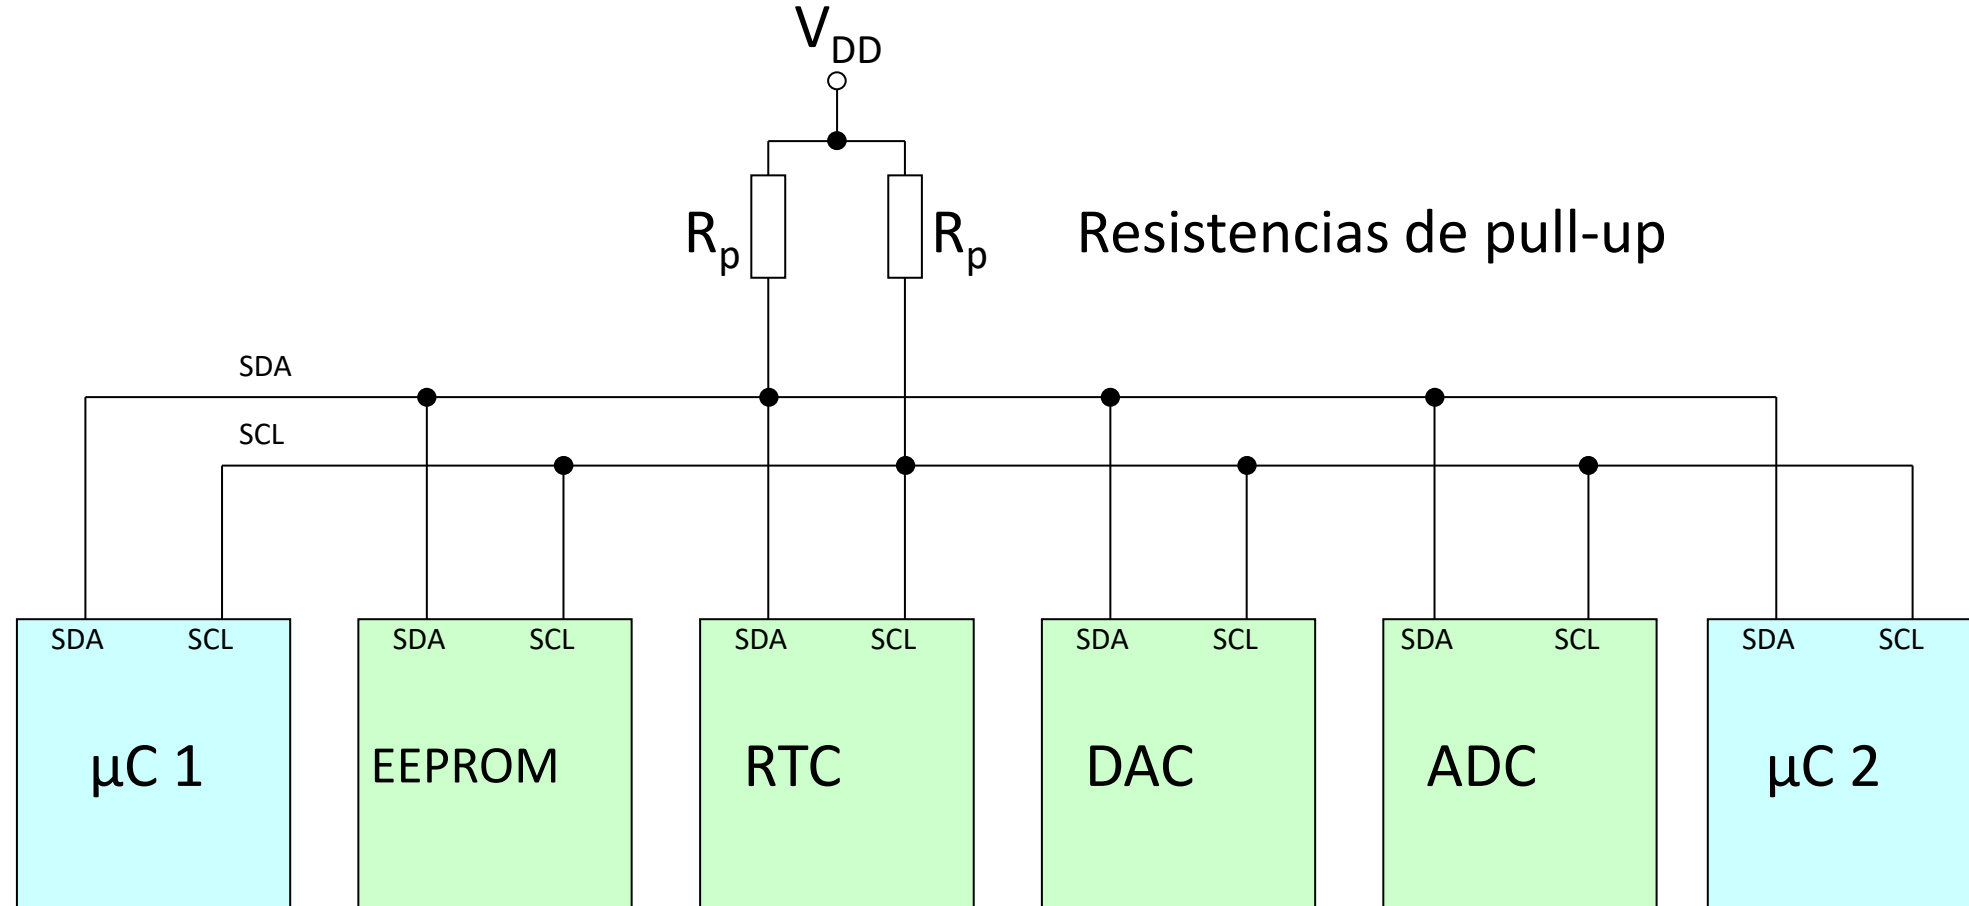 VDD
Rp
Rp
Resistencias de pull-up
SDA
SCL
SDA SCL SDA SCL SDA SCL SDA SCL SDA SCL SDA SCL
µC 1 EEPROM RTC DAC ADC µC 2